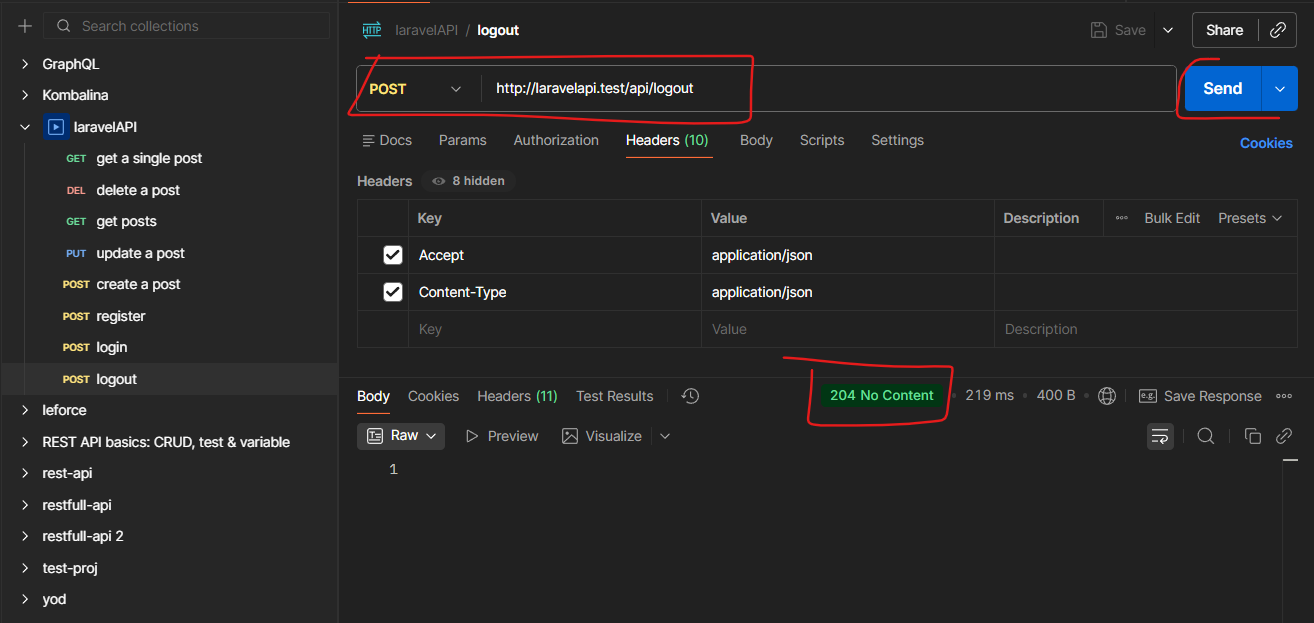 Search collections
GraphQL
Kombalina
laravelAPI
GET get a single post
DEL delete a post
GET get posts
PUT update a post
POST create a post
POST register
POST login
POST logout
leforce
REST API basics: CRUD, test & variable
rest-api
restfull-api
restfull-api 2
test-proj
yod
HTTP laravelAPI / logout
Save
Share
POST http://laravelapi.test/api/logout
Send
Docs Params Authorization Headers (10) Body Scripts Settings
Cookies
Headers 8 hidden
Key Value Description Bulk Edit Presets
Accept application/json
Content-Type application/json
Key Value Description
Body Cookies Headers (11) Test Results
204 No Content 219 ms 400 B e.g. Save Response
Raw Preview Visualize
1